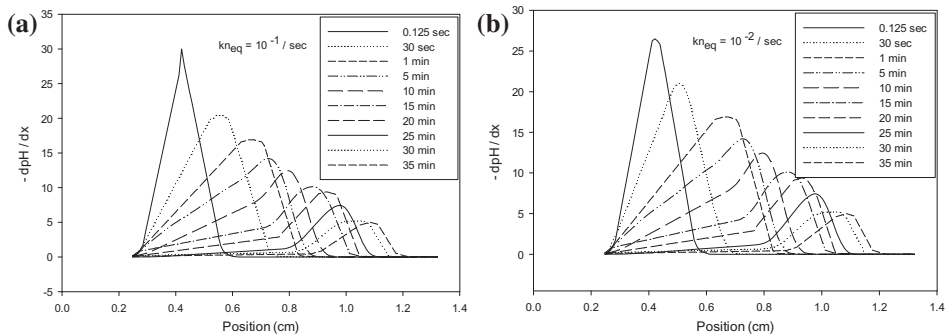 (a)
kn eq = 10 -1 / sec
0.125 sec
30 sec
1 min
5 min
10 min
15 min
20 min
25 min
30 min
35 min
35
30
25
20
15
10
5
0
-5
- dpH / dx
0.0 0.2 0.4 0.6 0.8 1.0 1.2 1.4
Position (cm)
(b)
kn eq = 10 -2 / sec
0.125 sec
30 sec
1 min
5 min
10 min
15 min
20 min
25 min
30 min
35 min
30
25
20
15
10
5
0
- dpH / dx
0.0 0.2 0.4 0.6 0.8 1.0 1.2 1.4
Position (cm)